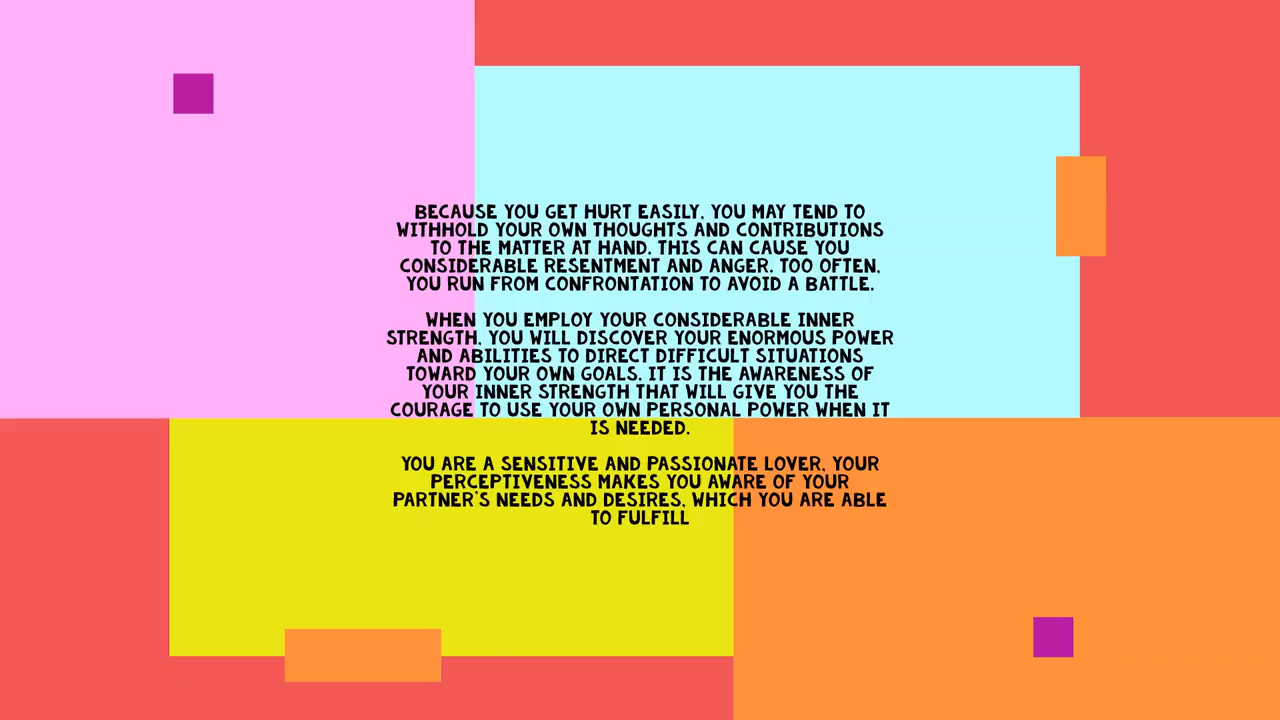 BECAUSE YOU GET HURT EASILY, YOU MAY TEND TO
WITHHOLD YOUR OWN THOUGHTS AND CONTRIBUTIONS
TO THE MATTER AT HAND. THIS CAN CAUSE YOU
CONSIDERABLE RESENTMENT AND ANGER. TOO OFTEN,
YOU RUN FROM CONFRONTATION TO AVOID A BATTLE.
WHEN YOU EMPLOY YOUR CONSIDERABLE INNER
STRENGTH, YOU WILL DISCOVER YOUR ENORMOUS POWER
AND ABILITIES TO DIRECT DIFFICULT SITUATIONS
TOWARD YOUR OWN GOALS. IT IS THE AWARENESS OF
YOUR INNER STRENGTH THAT WILL GIVE YOU THE
COURAGE TO USE YOUR OWN PERSONAL POWER WHEN IT
IS NEEDED.
YOU ARE A SENSITIVE AND PASSIONATE LOVER. YOUR
PERCEPTIVENESS MAKES YOU AWARE OF YOUR
PARTNER'S NEEDS AND DESIRES, WHICH YOU ARE ABLE
TO FULFILL